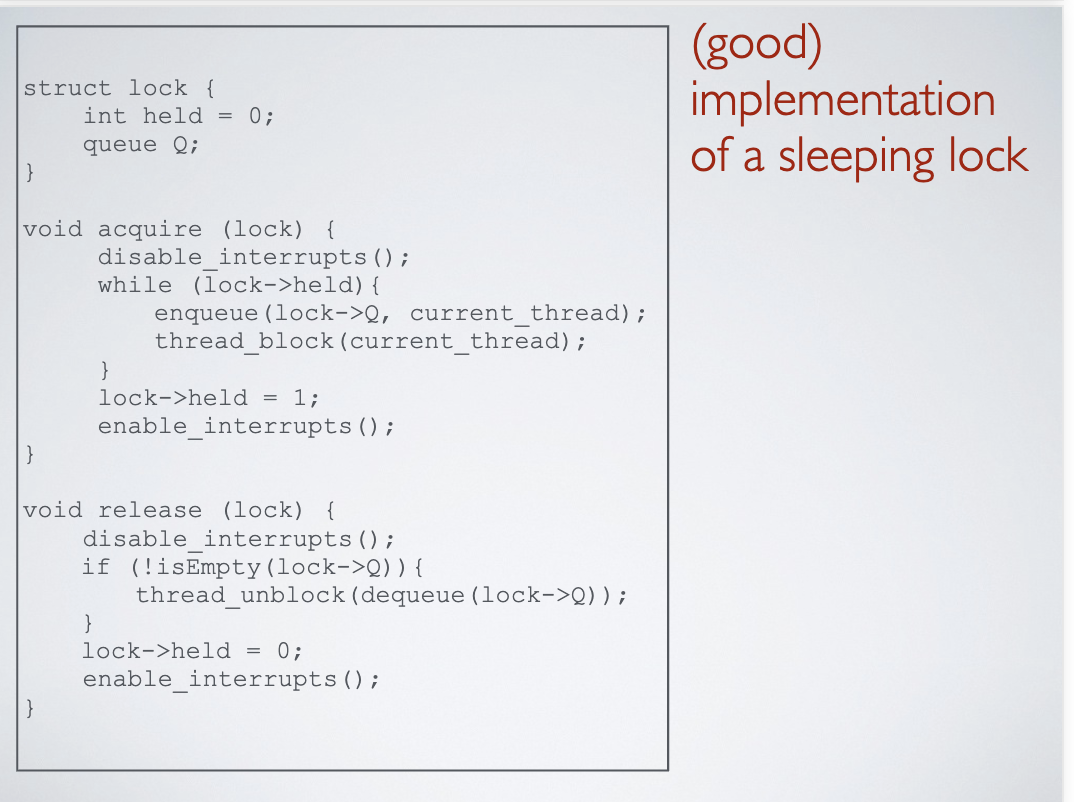 struct lock {
    int held = 0;
    queue Q;
}
void acquire (lock) {
     disable_interrupts();
     while (lock->held){
         enqueue(lock->Q, current_thread);
         thread_block(current_thread);
     }
     lock->held = 1;
     enable_interrupts();
}
void release (lock) {
    disable_interrupts();
    if (!isEmpty(lock->Q)){
        thread_unblock(dequeue(lock->Q));
    }
    lock->held = 0;
    enable_interrupts();
}
(good)
implementation
of a sleeping lock